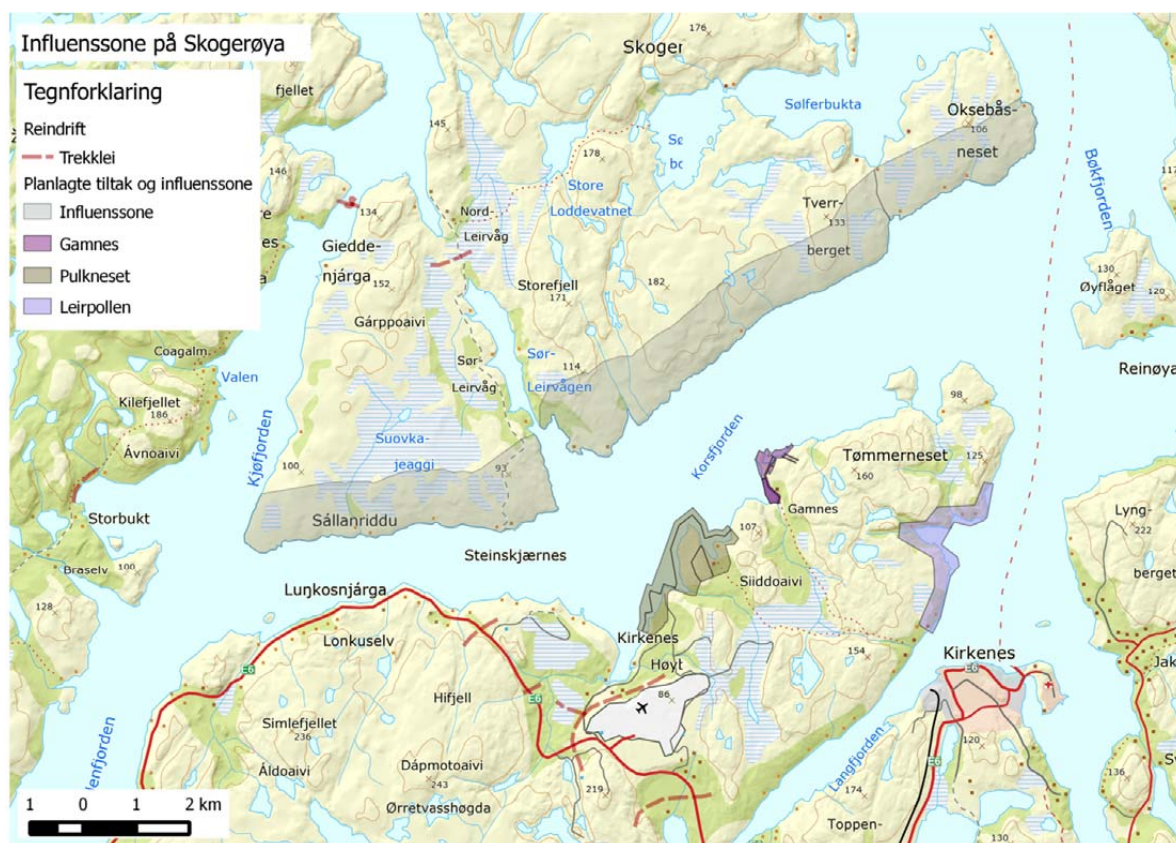 Influenssone på Skogerøya
Tegnforklaring
Reindrift
Trekklei
Planlagte tiltak og influenssone
Influenssone
Gamnes
Pulkneset
Leirpollen
fjellet
176
Skoger
Sølferbukta
Oksebås-
neset
106
145
178
146
Store
Loddevatnet
Bøkfjorden
134
Nord-
Leirvåg
Tverr-
berget
133
Giedde-
njárga
152
Storefjell
171
182
130
Øyflåget
120
Gárppoaivi
Coagalm.
Valen
Sør-
Leirvåg
Sør-
Leirvågen
114
Reinøya
Kilefjellet
186
Ávnoaivi
Suovka-
jeaggi
Kjøfjorden
100
93
Korsfjorden
98
Tømmerneset
125
160
Storbukt
Sállanriddu
Gamnes
107
Lyng-
222
berget
Steinskjærnes
Braselv
100
Siiddoaivi
128
Luŋkosnjárga
Lonkuselv
Kirkenes
Høyt
154
Kirkenes
E6
E6
E6
E6
Hifjell
86
Simlefjellet
236
Áldoaivi
Dápmotoaivi
243
Ørretvasshøgda
219
Langfjorden
120
174
Toppen-
136
130
1 0 1 2 km